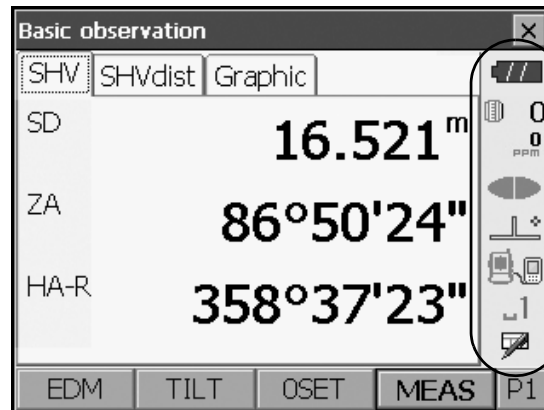 Basic observation ×
SHV SHVdist Graphic
SD 16.521 m 0
0
ppm
ZA 86°50'24"
HA-R 358°37'23"
1
EDM TILT 0SET MEAS P1